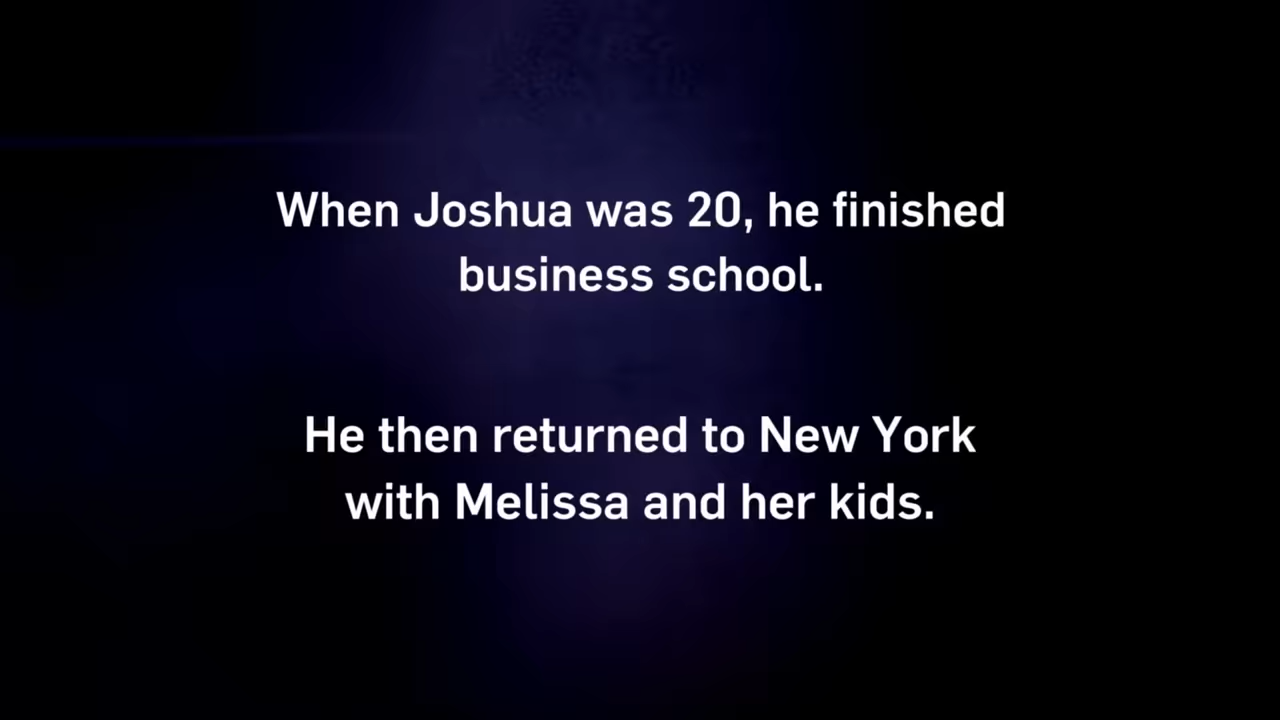 When Joshua was 20, he finished
business school.
He then returned to New York
with Melissa and her kids.